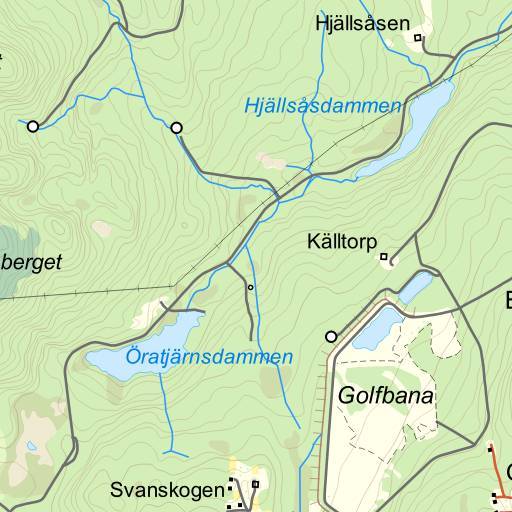 Hjällsåsen
Hjällsåsdammen
Källtorp
berget
Öratjärnsdammen
Golfbana
Svanskogen